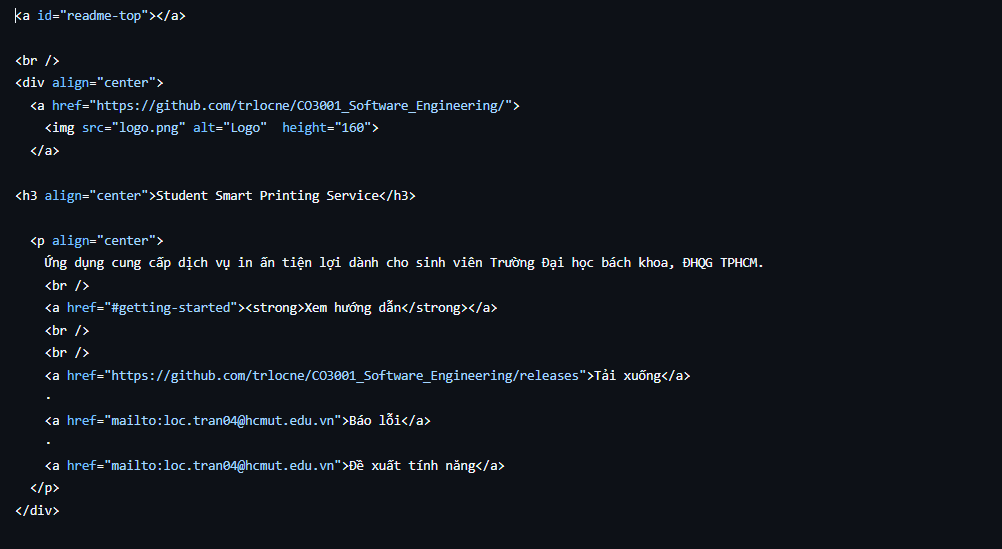 <a id="readme-top"></a>
<br />
<div align="center">
<a href="https://github.com/trlocne/CO3001_Software_Engineering/">
<img src="logo.png" alt="Logo"  height="160">
</a>
<h3 align="center">Student Smart Printing Service</h3>
<p align="center">
Ứng dụng cung cấp dịch vụ in ấn tiện lợi dành cho sinh viên Trường Đại học bách khoa, ĐHQG TPHCM.
<br />
<a href="#getting-started"><strong>Xem hướng dẫn</strong></a>
<br />
<br />
<a href="https://github.com/trlocne/CO3001_Software_Engineering/releases">Tải xuống</a>
·
<a href="mailto:loc.tran04@hcmut.edu.vn">Báo lỗi</a>
·
<a href="mailto:loc.tran04@hcmut.edu.vn">Đề xuất tính năng</a>
</p>
</div>